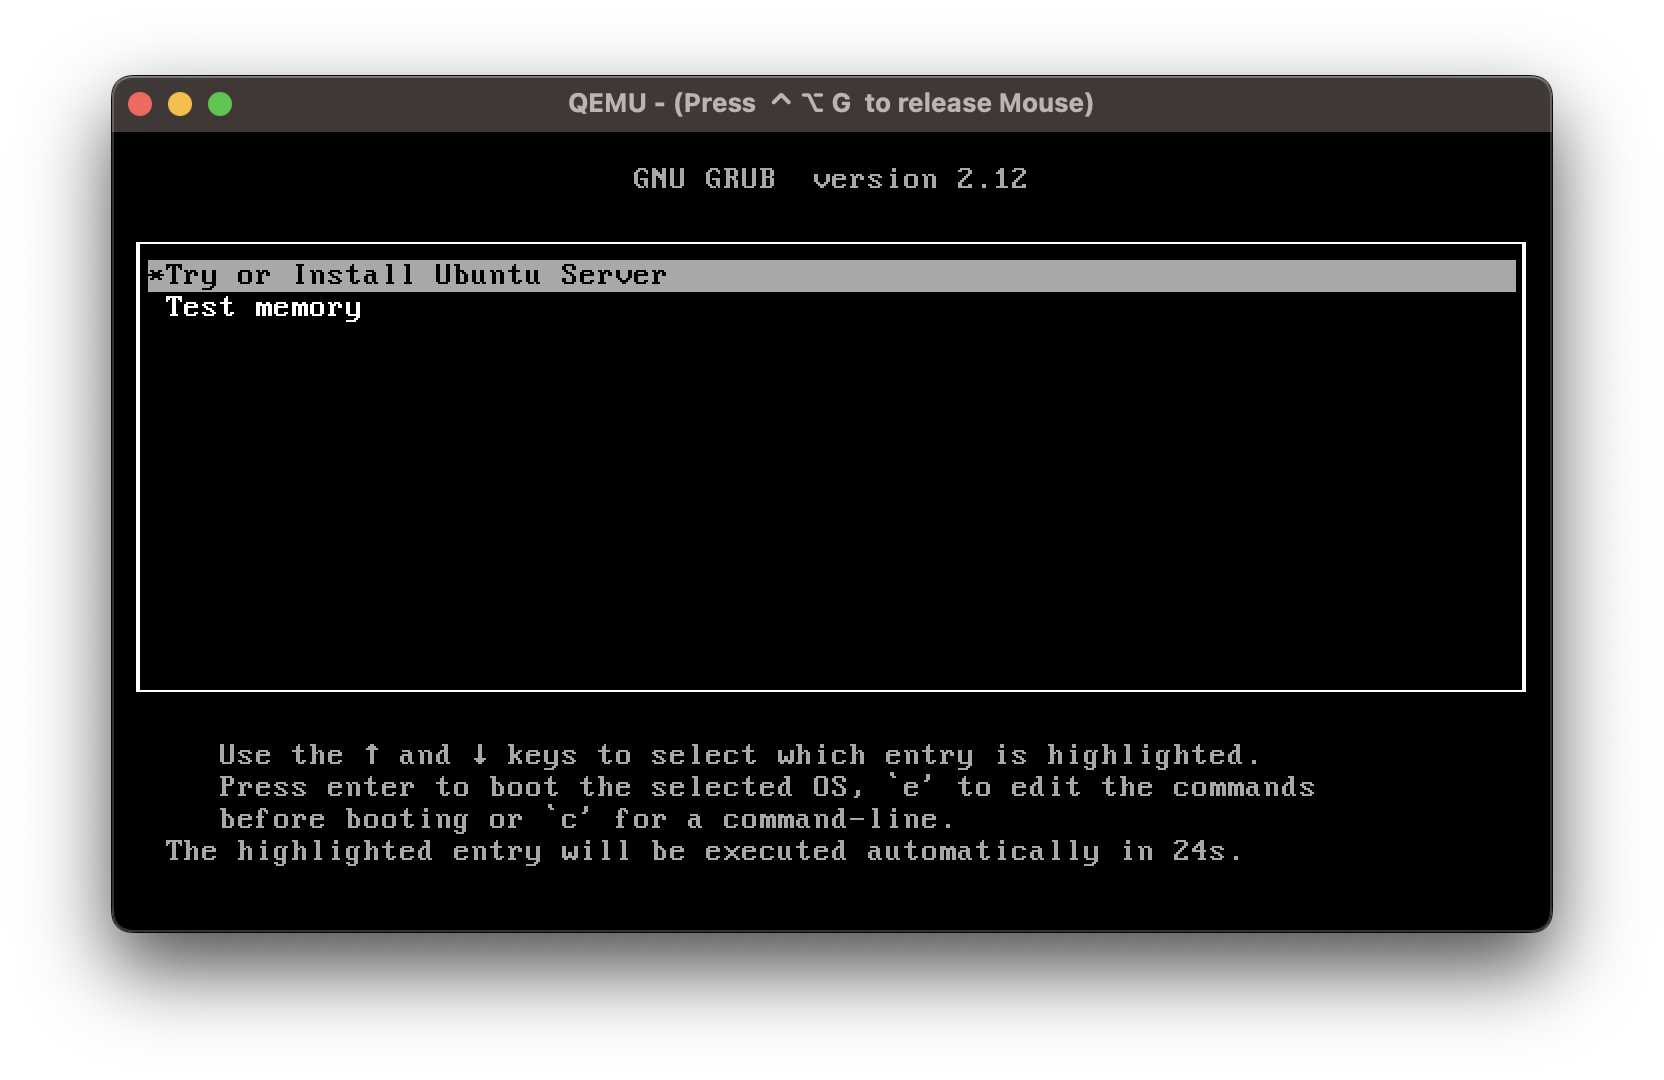 QEMU - (Press ⌃⌥G to release Mouse)
GNU GRUB  version 2.12
*Try or Install Ubuntu Server
Test memory
Use the ↑ and ↓ keys to select which entry is highlighted.
Press enter to boot the selected OS, `e' to edit the commands
before booting or `c' for a command-line.
The highlighted entry will be executed automatically in 24s.